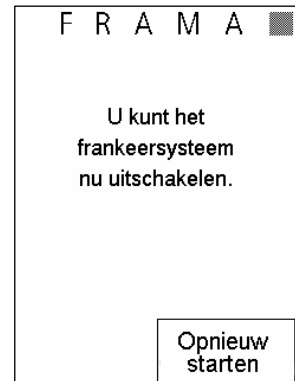 F R A M A
U kunt het
frankeersysteem
nu uitschakelen.
Opnieuw
starten